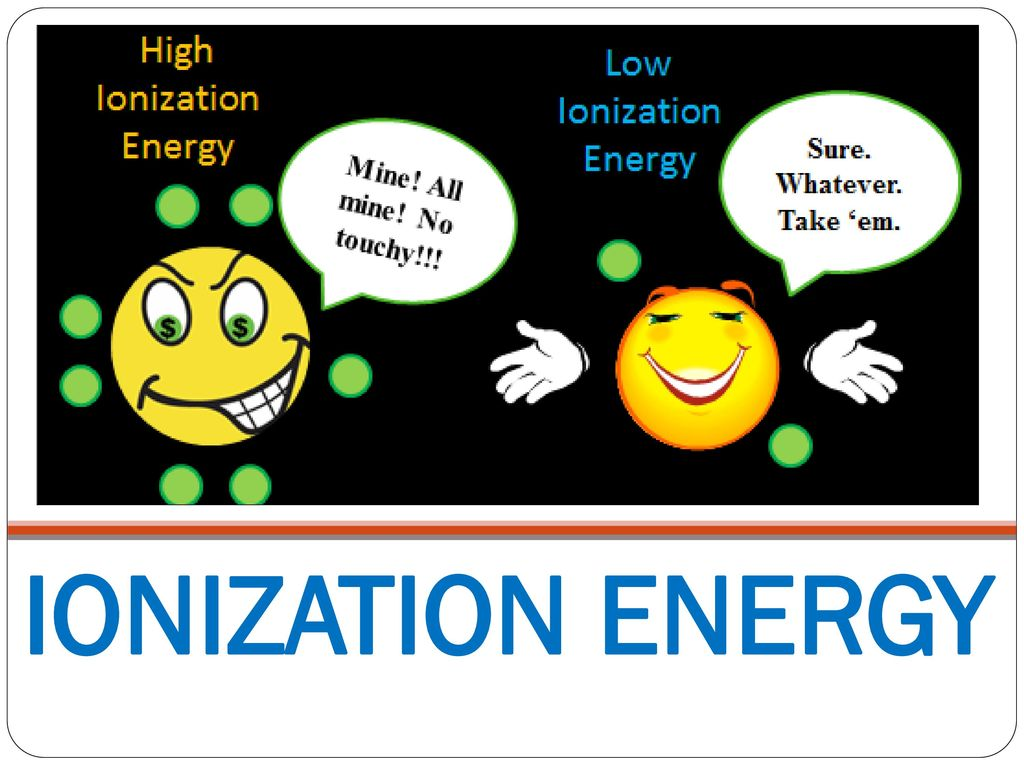 High
Ionization
Energy
Mine! All
mine! No
touchy!!!
Low
Ionization
Energy
Sure.
Whatever.
Take ‘em.
$ $
IONIZATION ENERGY